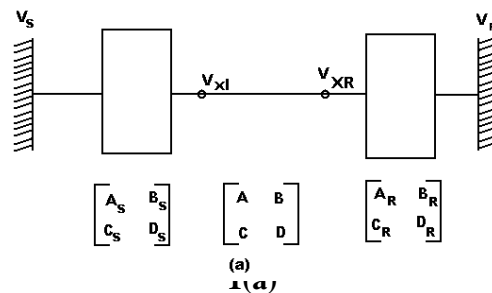 V_S V_R
V_XI V_XR
[A_S B_S; C_S D_S] [A B; C D] [A_R B_R; C_R D_R]
(a)
1(a)